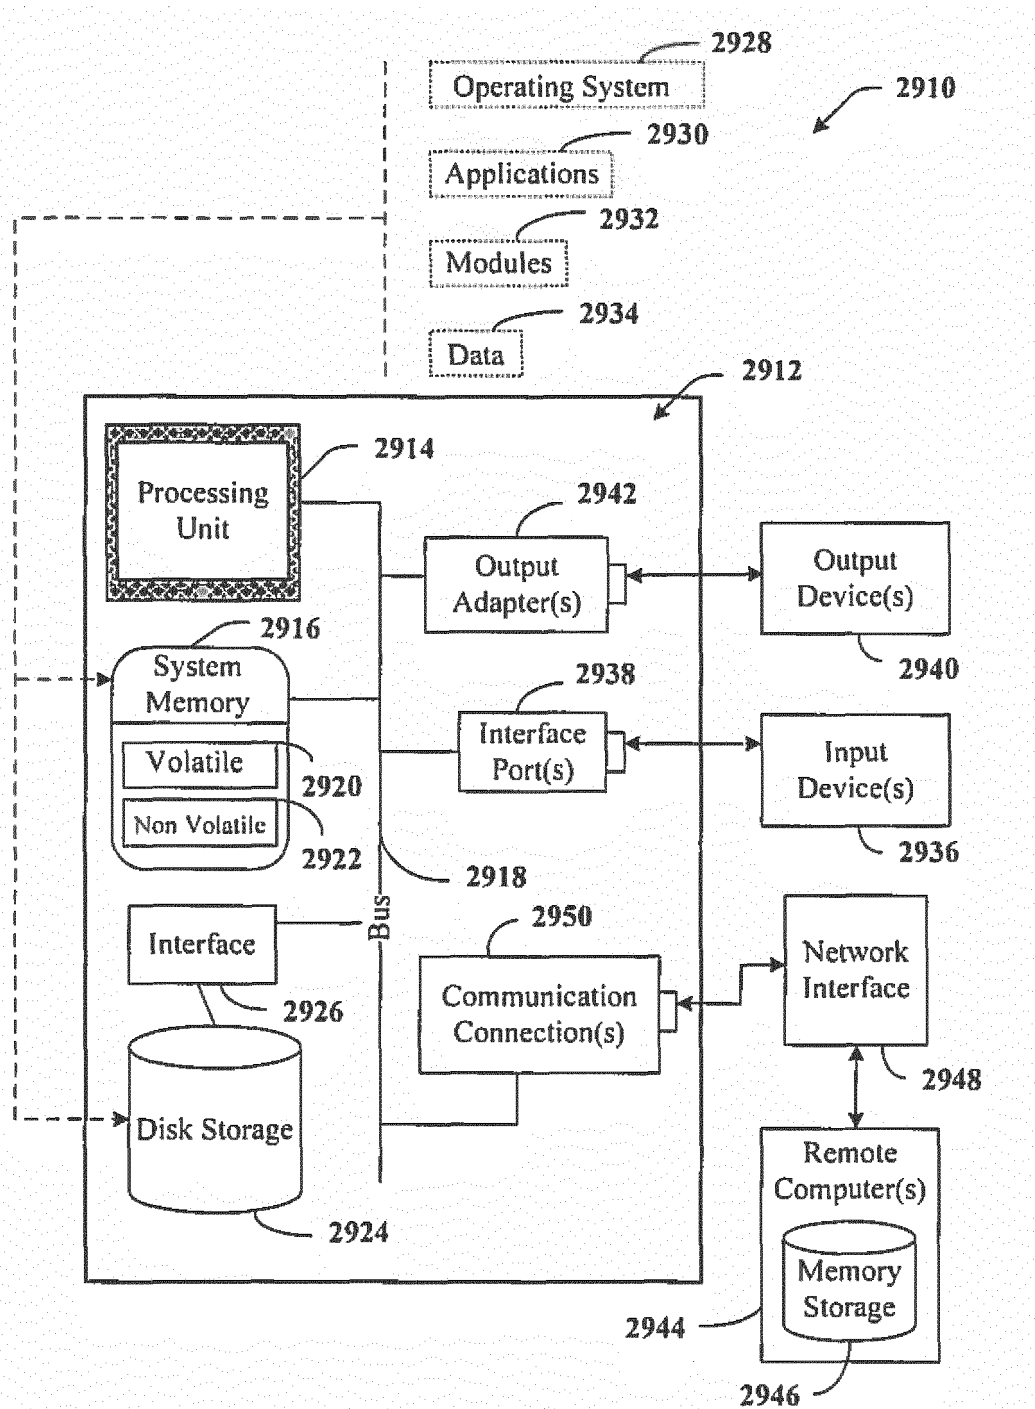 2928
Operating System
2910
2930
Applications
2932
Modules
2934
Data
2912
2914
Processing
Unit
2942
Output
Adapter(s)
Output
Device(s)
2940
2916
System
Memory
Volatile
2920
Non Volatile
2922
2938
Interface
Port(s)
Input
Device(s)
2936
2918
Bus
Interface
2926
2950
Communication
Connection(s)
Network
Interface
2948
Disk Storage
2924
Remote
Computer(s)
Memory
Storage
2944
2946